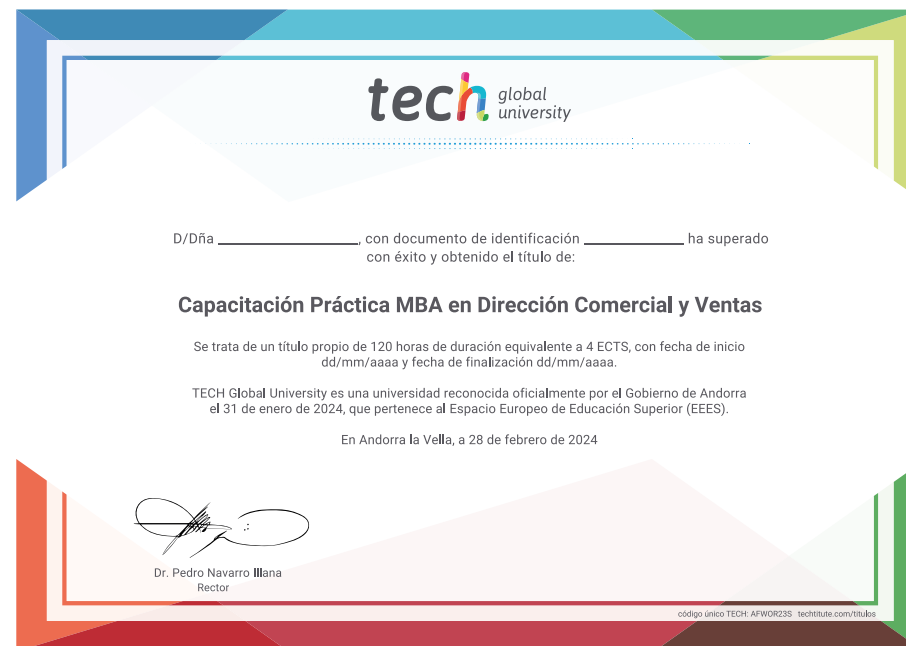 tech global university
D/Dña ____________________, con documento de identificación ______________ ha superado
con éxito y obtenido el título de:
Capacitación Práctica MBA en Dirección Comercial y Ventas
Se trata de un título propio de 120 horas de duración equivalente a 4 ECTS, con fecha de inicio
dd/mm/aaaa y fecha de finalización dd/mm/aaaa.
TECH Global University es una universidad reconocida oficialmente por el Gobierno de Andorra
el 31 de enero de 2024, que pertenece al Espacio Europeo de Educación Superior (EEES).
En Andorra la Vella, a 28 de febrero de 2024
Dr. Pedro Navarro Illana
Rector
código único TECH: AFWOR23S techtitute.com/titulos